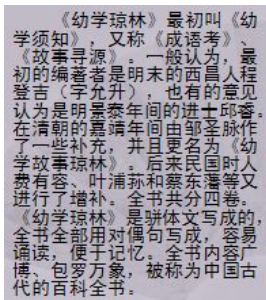 《幼学琼林》最初叫《幼
学须知》，又称《成语考》、
《故事寻源》。一般认为，最
初的编著者是明末的西昌人程
登吉（字允升），也有的意见
认为是明景泰年间的进士邱睿。
在清朝的嘉靖年间由邹圣脉作
了一些补充，并且更名为《幼
学故事琼林》。后来民国时人
费有容、叶浦荪和蔡东藩等又
进行了增补。全书共分四卷。
《幼学琼林》是骈体文写成的，
全书全部用对偶句写成，容易
诵读，便于记忆。全书内容广
博、包罗万象，被称为中国古
代的百科全书。